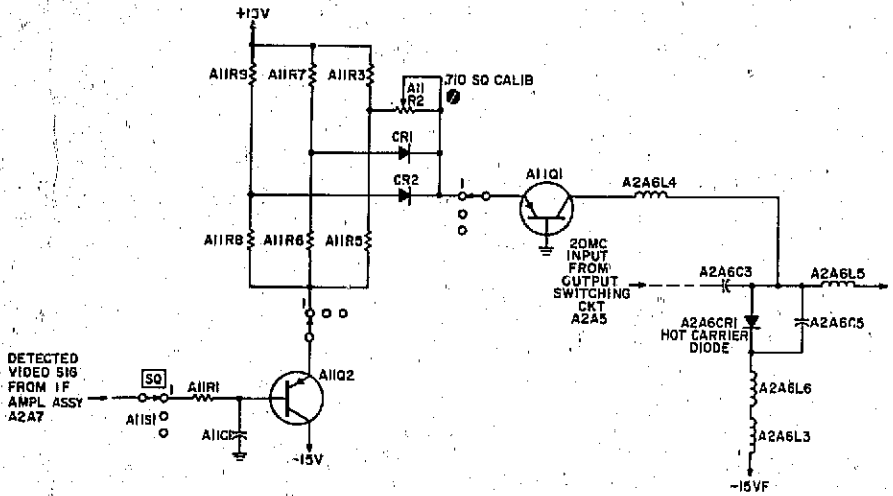 +15V
A11R9
A11R7
A11R3
A11
R2
.710 SQ CALIB
CR1
CR2
A11R8
A11R6
A11R5
1
A11Q1
A2A6L4
20MC
INPUT
FROM
OUTPUT
SWITCHING
CKT
A2A5
A2A6C3
A2A6L5
A2A6CR1
HOT CARRIER
DIODE
A2A6C5
A2A6L6
A2A6L3
-15VF
1
DETECTED
VIDEO SIG
FROM IF
AMPL ASSY
A2A7
SQ
1
A11S1
A11R1
A11C1
A11Q2
-15V